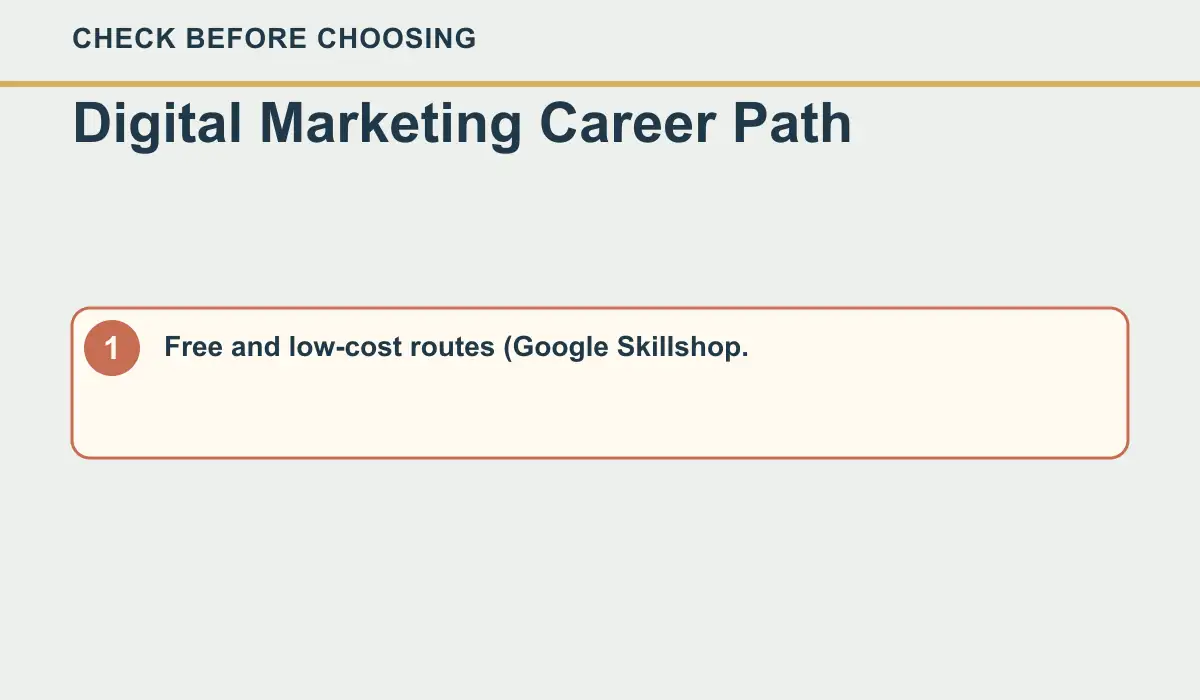 CHECK BEFORE CHOOSING
Digital Marketing Career Path
1 Free and low-cost routes (Google Skillshop.